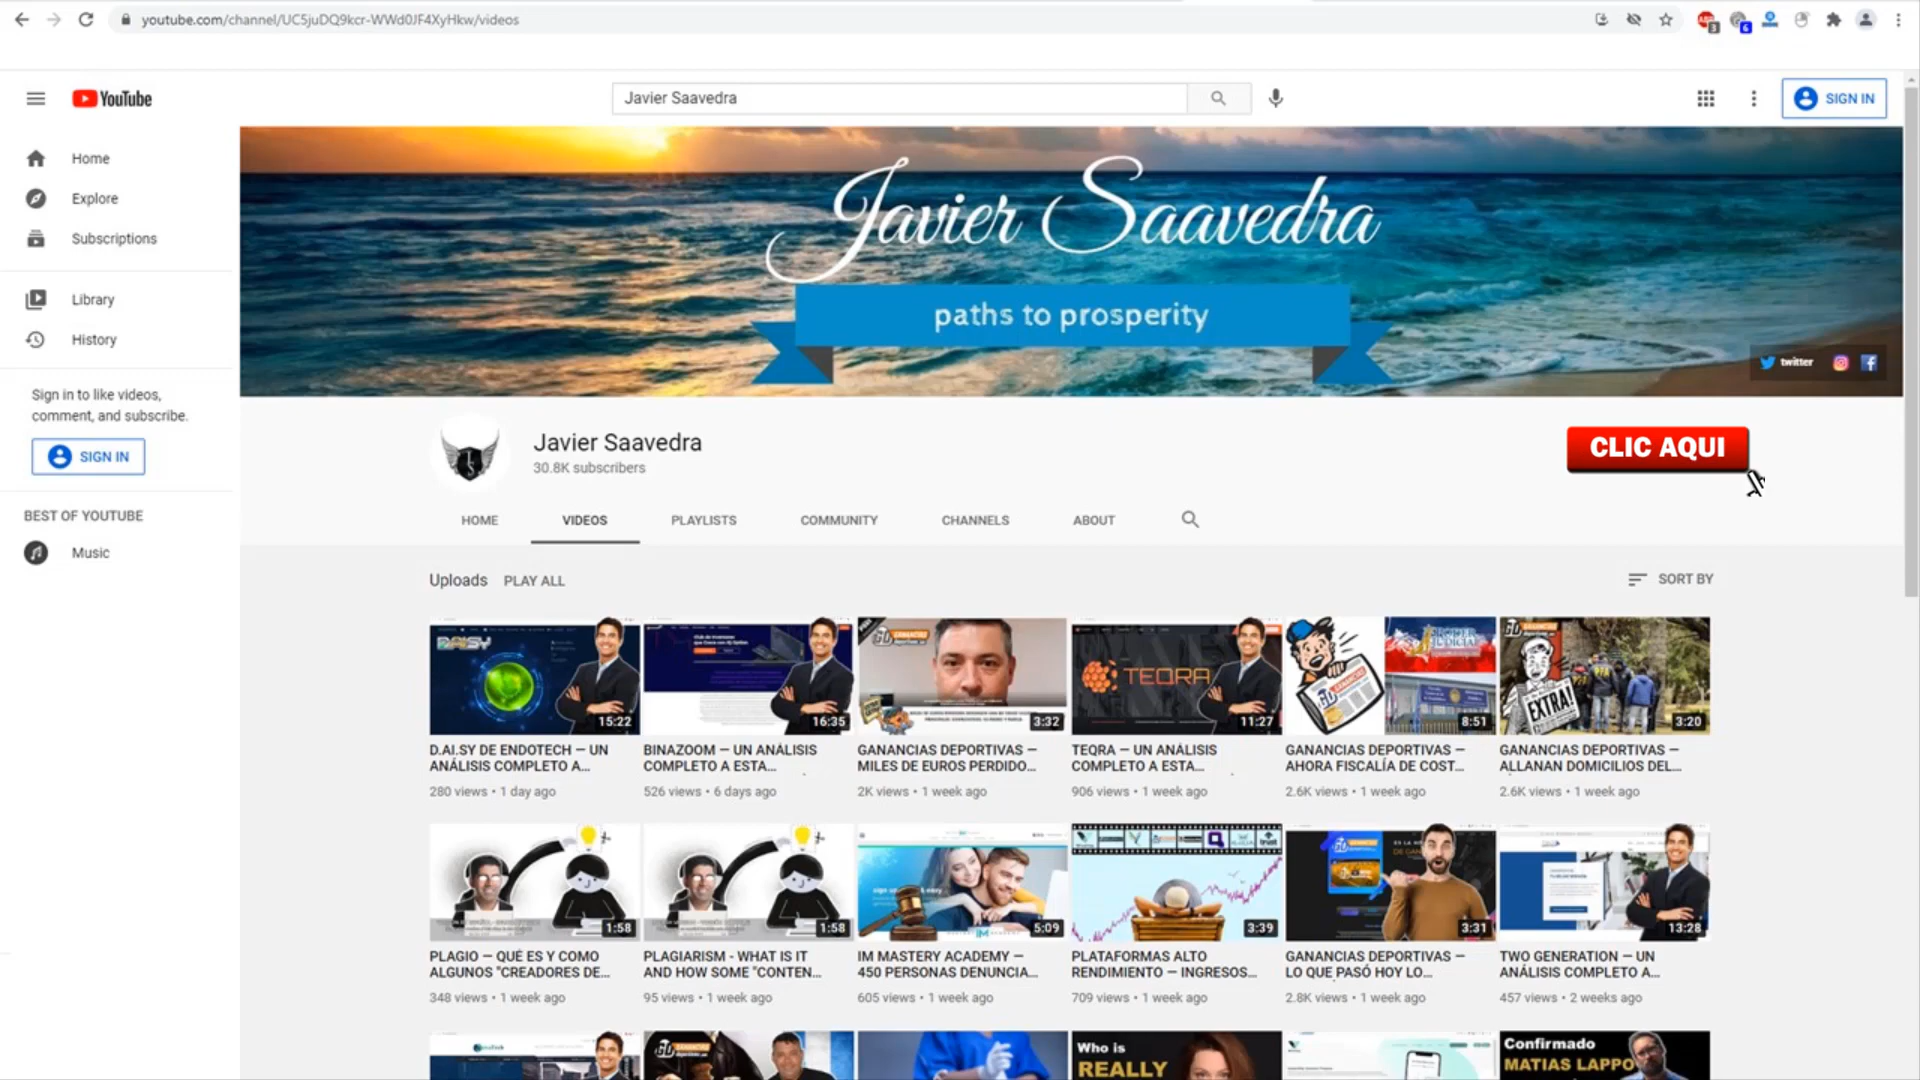 youtube.com/channel/UC5juDQ9kcr-WWd0JF4XyHkw/videos
3
6
YouTube
Javier Saavedra
SIGN IN
Home
Explore
Subscriptions
Library
History
Sign in to like videos,
comment, and subscribe.
SIGN IN
BEST OF YOUTUBE
Music
Javier Saavedra
paths to prosperity
twitter
Javier Saavedra
30.8K subscribers
CLIC AQUI
HOME
VIDEOS
PLAYLISTS
COMMUNITY
CHANNELS
ABOUT
Uploads
PLAY ALL
SORT BY
15:22
16:35
3:32
TEQRA
11:27
8:51
EXTRA!
3:20
D.AI.SY DE ENDOTECH – UN
ANÁLISIS COMPLETO A...
280 views • 1 day ago
BINAZOOM – UN ANÁLISIS
COMPLETO A ESTA...
526 views • 6 days ago
GANANCIAS DEPORTIVAS –
MILES DE EUROS PERDIDO...
2K views • 1 week ago
TEQRA – UN ANÁLISIS
COMPLETO A ESTA...
906 views • 1 week ago
GANANCIAS DEPORTIVAS –
AHORA FISCALÍA DE COST...
2.6K views • 1 week ago
GANANCIAS DEPORTIVAS –
ALLANAN DOMICILIOS DEL...
2.6K views • 1 week ago
1:58
1:58
5:09
3:39
3:31
13:28
PLAGIO – QUÉ ES Y COMO
ALGUNOS "CREADORES DE...
348 views • 1 week ago
PLAGIARISM - WHAT IS IT
AND HOW SOME "CONTEN...
95 views • 1 week ago
IM MASTERY ACADEMY –
450 PERSONAS DENUNCIA...
605 views • 1 week ago
PLATAFORMAS ALTO
RENDIMIENTO – INGRESOS...
709 views • 1 week ago
GANANCIAS DEPORTIVAS –
LO QUE PASÓ HOY LO...
2.8K views • 1 week ago
TWO GENERATION – UN
ANÁLISIS COMPLETO A...
457 views • 2 weeks ago
Who is
REALLY
Confirmado
MATIAS LAPPO